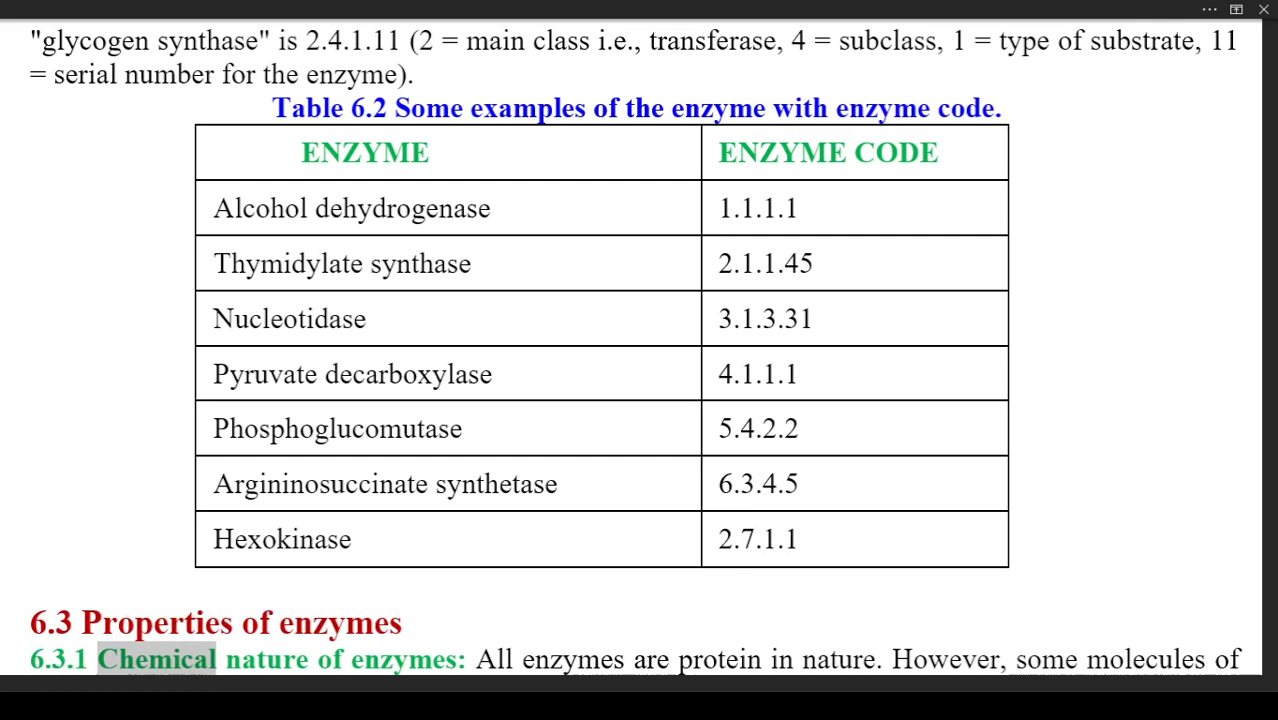 "glycogen synthase" is 2.4.1.11 (2 = main class i.e., transferase, 4 = subclass, 1 = type of substrate, 11
= serial number for the enzyme).
Table 6.2 Some examples of the enzyme with enzyme code.
ENZYME ENZYME CODE
Alcohol dehydrogenase 1.1.1.1
Thymidylate synthase 2.1.1.45
Nucleotidase 3.1.3.31
Pyruvate decarboxylase 4.1.1.1
Phosphoglucomutase 5.4.2.2
Argininosuccinate synthetase 6.3.4.5
Hexokinase 2.7.1.1
6.3 Properties of enzymes
6.3.1 Chemical nature of enzymes: All enzymes are protein in nature. However, some molecules of